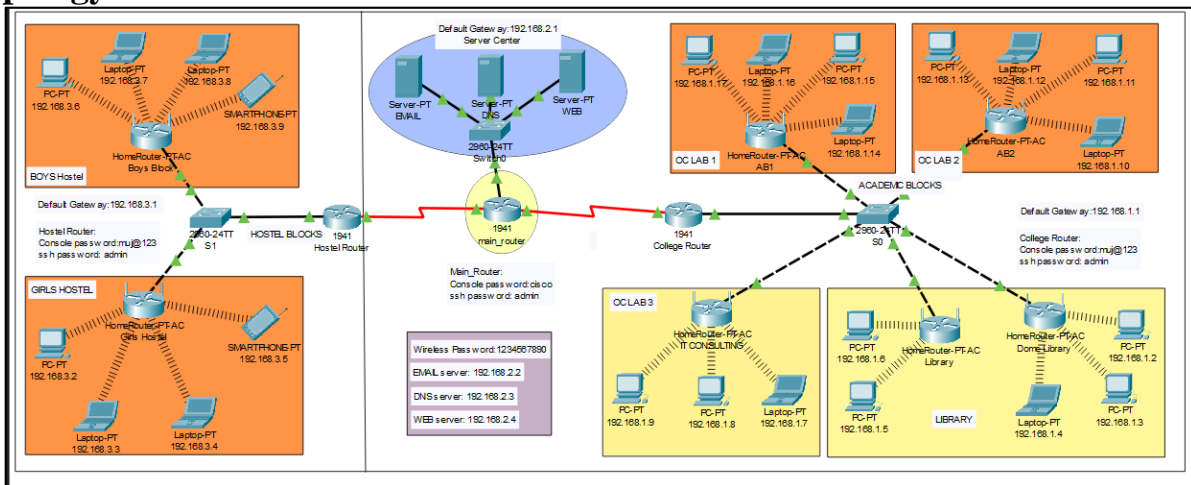 Default Gateway:192.168.2.1
Server Center
Server-PT
EMAIL
Server-PT
DNS
Server-PT
WEB
2960-24TT
Switch0
PC-PT
192.168.3.6
Laptop-PT
192.168.3.7
Laptop-PT
192.168.3.8
SMARTPHONE-PT
192.168.3.9
HomeRouter-PT-AC
Boys Block
BOYS Hostel
Default Gateway:192.168.3.1
Hostel Router:
Console password:muj@123
ssh password: admin
2960-24TT
S1
HOSTEL BLOCKS
1941
Hostel Router
1941
main_router
Main_Router:
Console password:cisco
ssh password: admin
GIRLS HOSTEL
HomeRouter-PT-AC
Girls Hostel
SMARTPHONE-PT
192.168.3.5
PC-PT
192.168.3.2
Laptop-PT
192.168.3.3
Laptop-PT
192.168.3.4
Wireless Password:1234567890
EMAIL server: 192.168.2.2
DNS server: 192.168.2.3
WEB server: 192.168.2.4
PC-PT
192.168.1.17
Laptop-PT
192.168.1.16
PC-PT
192.168.1.15
Laptop-PT
192.168.1.14
HomeRouter-PT-AC
AB1
OC LAB 1
PC-PT
192.168.1.13
Laptop-PT
192.168.1.12
PC-PT
192.168.1.11
Laptop-PT
192.168.1.10
HomeRouter-PT-AC
AB2
OC LAB 2
ACADEMIC BLOCKS
1941
College Router
2960-24TT
S0
Default Gateway:192.168.1.1
College Router:
Console password:muj@123
ssh password: admin
OC LAB 3
HomeRouter-PT-AC
IT CONSULTING
PC-PT
192.168.1.9
PC-PT
192.168.1.8
Laptop-PT
192.168.1.7
HomeRouter-PT-AC
Library
HomeRouter-PT-AC
Dome Library
PC-PT
192.168.1.6
PC-PT
192.168.1.5
LIBRARY
Laptop-PT
192.168.1.4
PC-PT
192.168.1.3
PC-PT
192.168.1.2